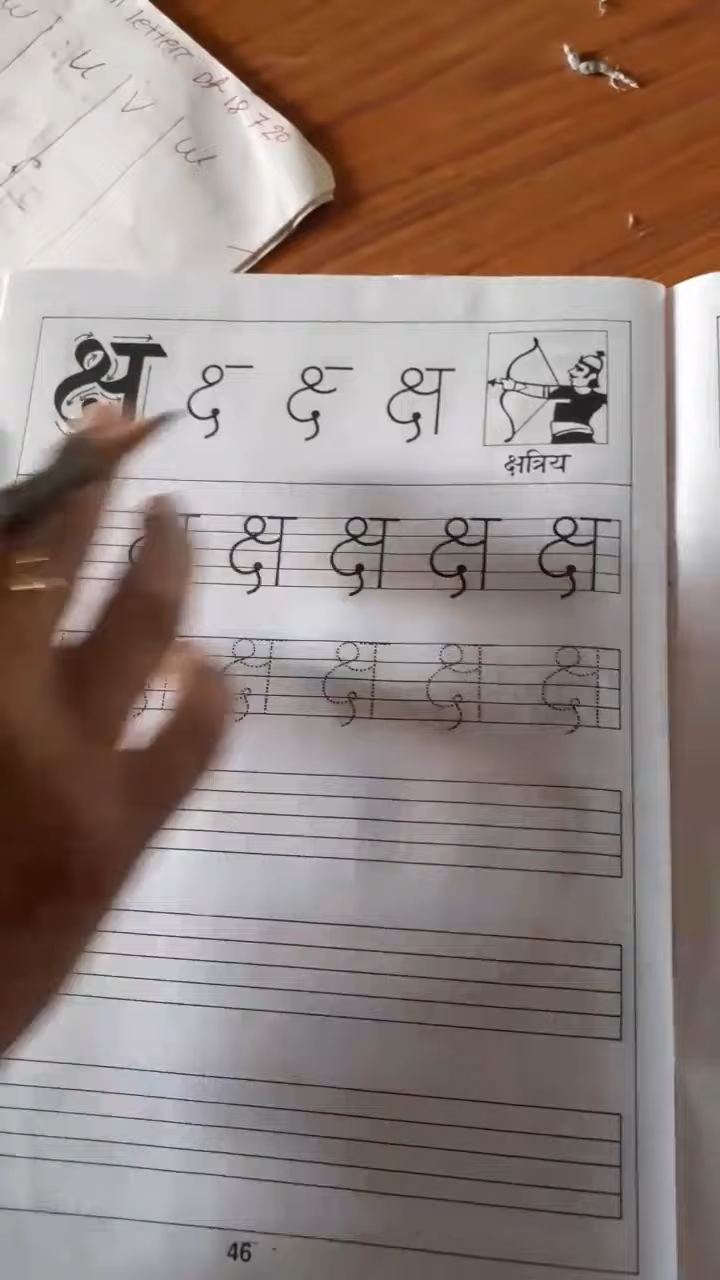 letter Dt 18 7 20
u v w
क्ष क्ष
क्षत्रिय
क्ष क्ष क्ष क्ष
क्ष क्ष क्ष क्ष
46